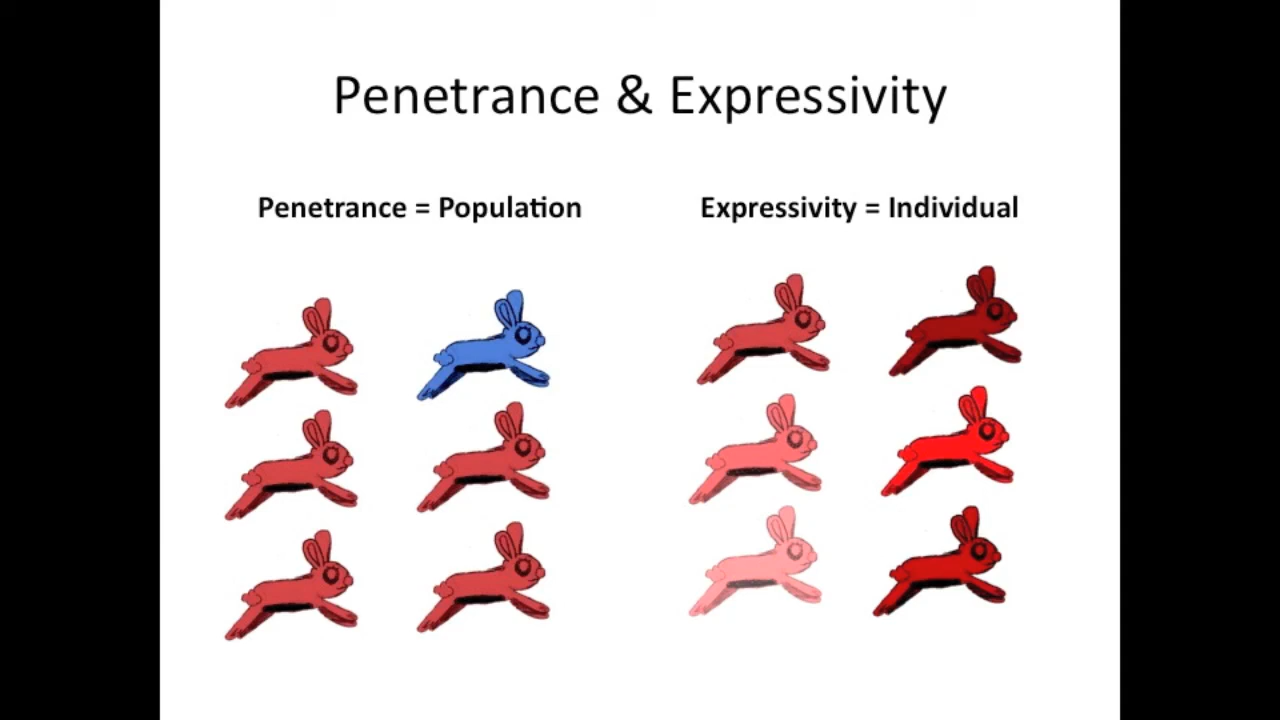 Penetrance & Expressivity
Penetrance = Population
Expressivity = Individual